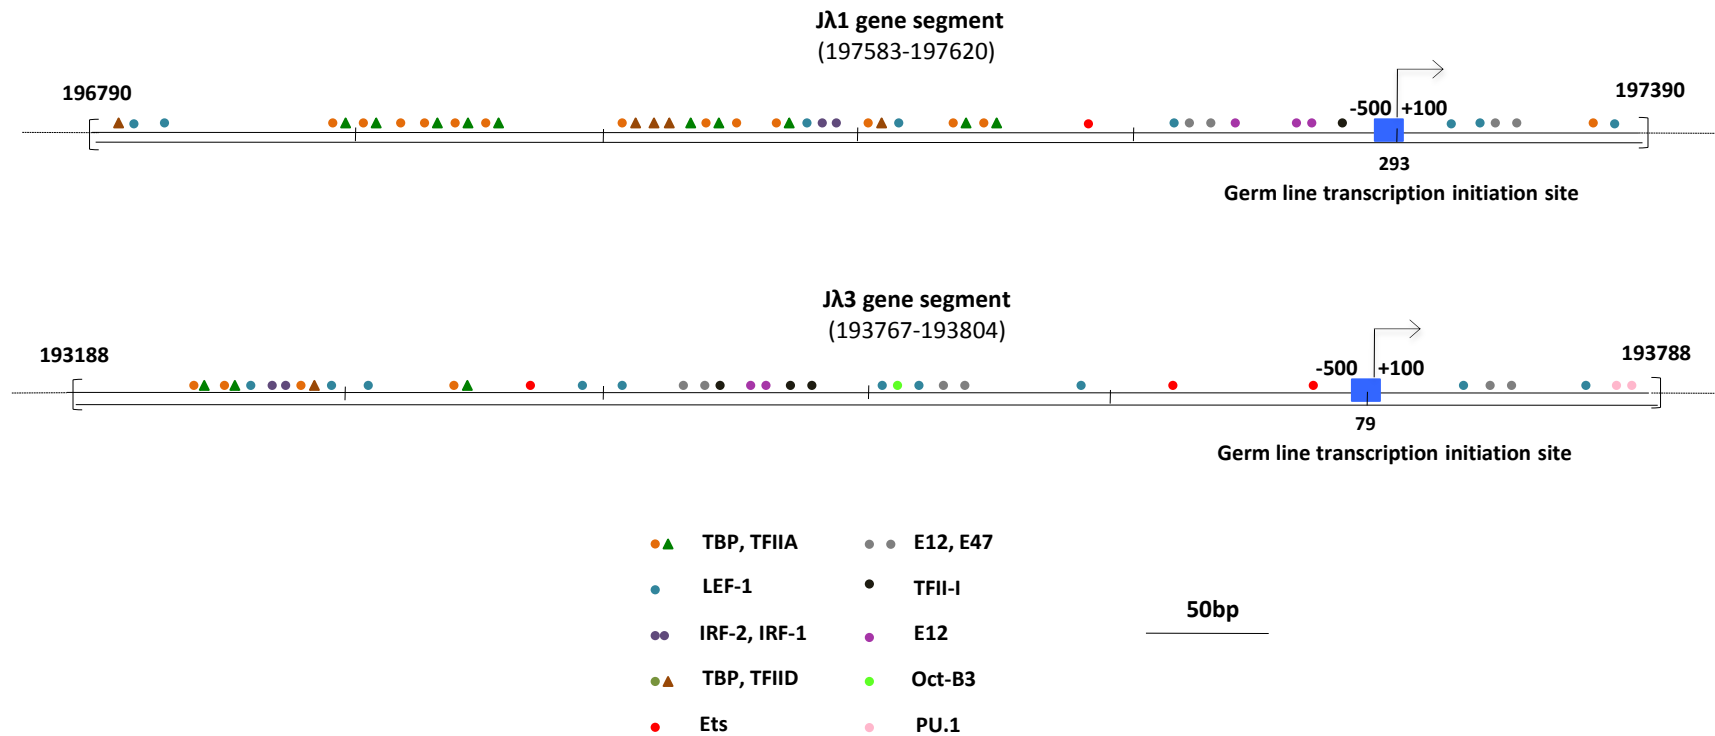 Jλ1 gene segment
(197583-197620)
196790
-500 +100
197390
293
Germ line transcription initiation site
Jλ3 gene segment
(193767-193804)
193188
-500 +100
193788
79
Germ line transcription initiation site
TBP, TFIIA
E12, E47
LEF-1
TFII-I
50bp
IRF-2, IRF-1
E12
TBP, TFIID
Oct-B3
Ets
PU.1